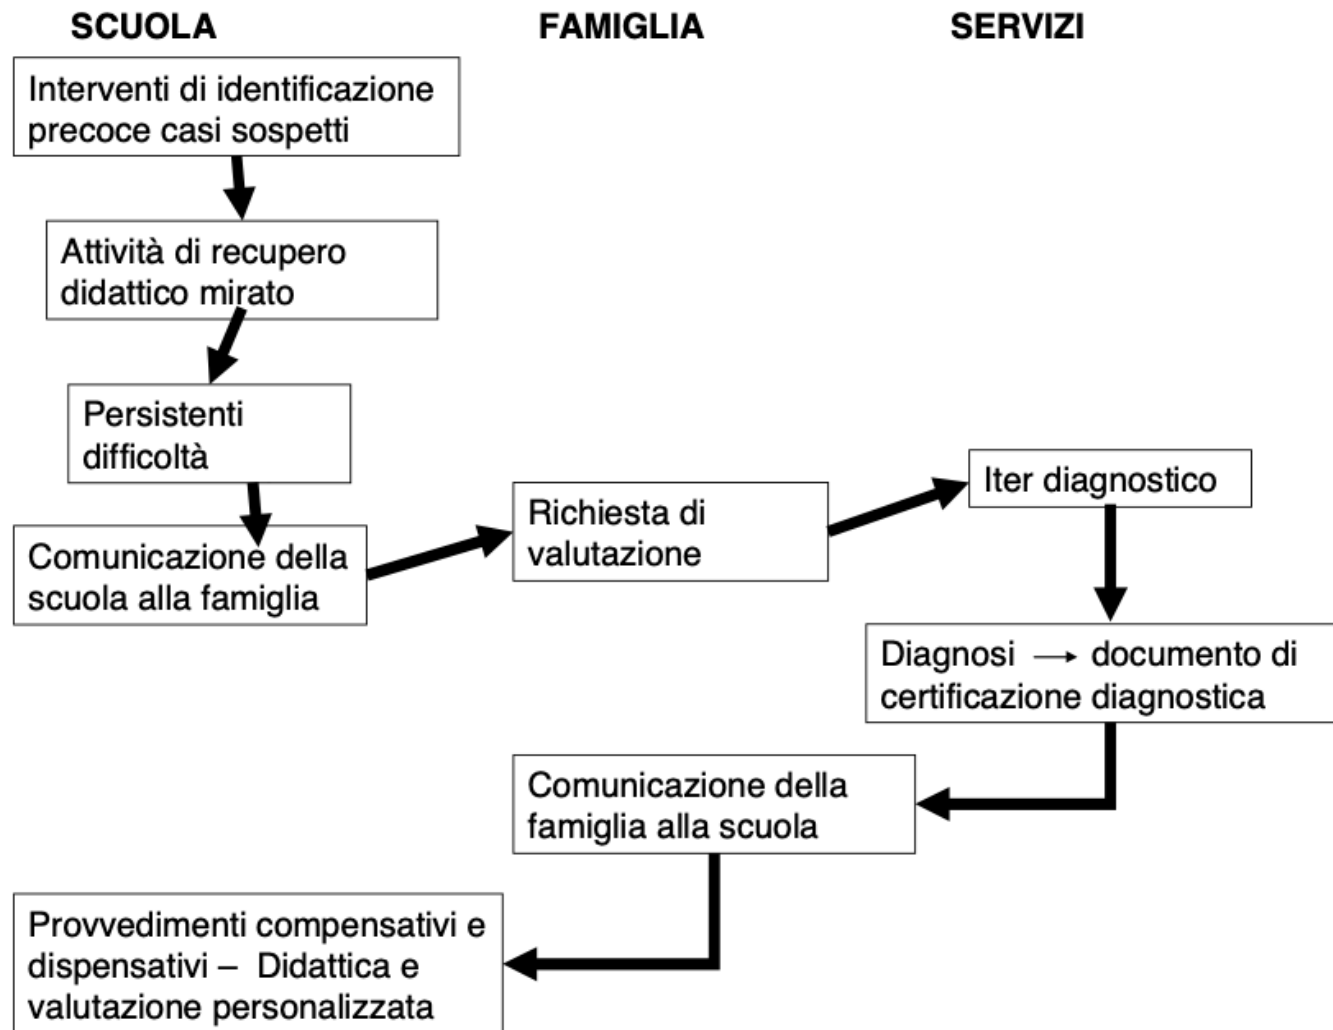 SCUOLA
FAMIGLIA
SERVIZI
Interventi di identificazione
precoce casi sospetti
Attività di recupero
didattico mirato
Persistenti
difficoltà
Comunicazione della
scuola alla famiglia
Richiesta di
valutazione
Iter diagnostico
Diagnosi → documento di
certificazione diagnostica
Comunicazione della
famiglia alla scuola
Provvedimenti compensativi e
dispensativi – Didattica e
valutazione personalizzata